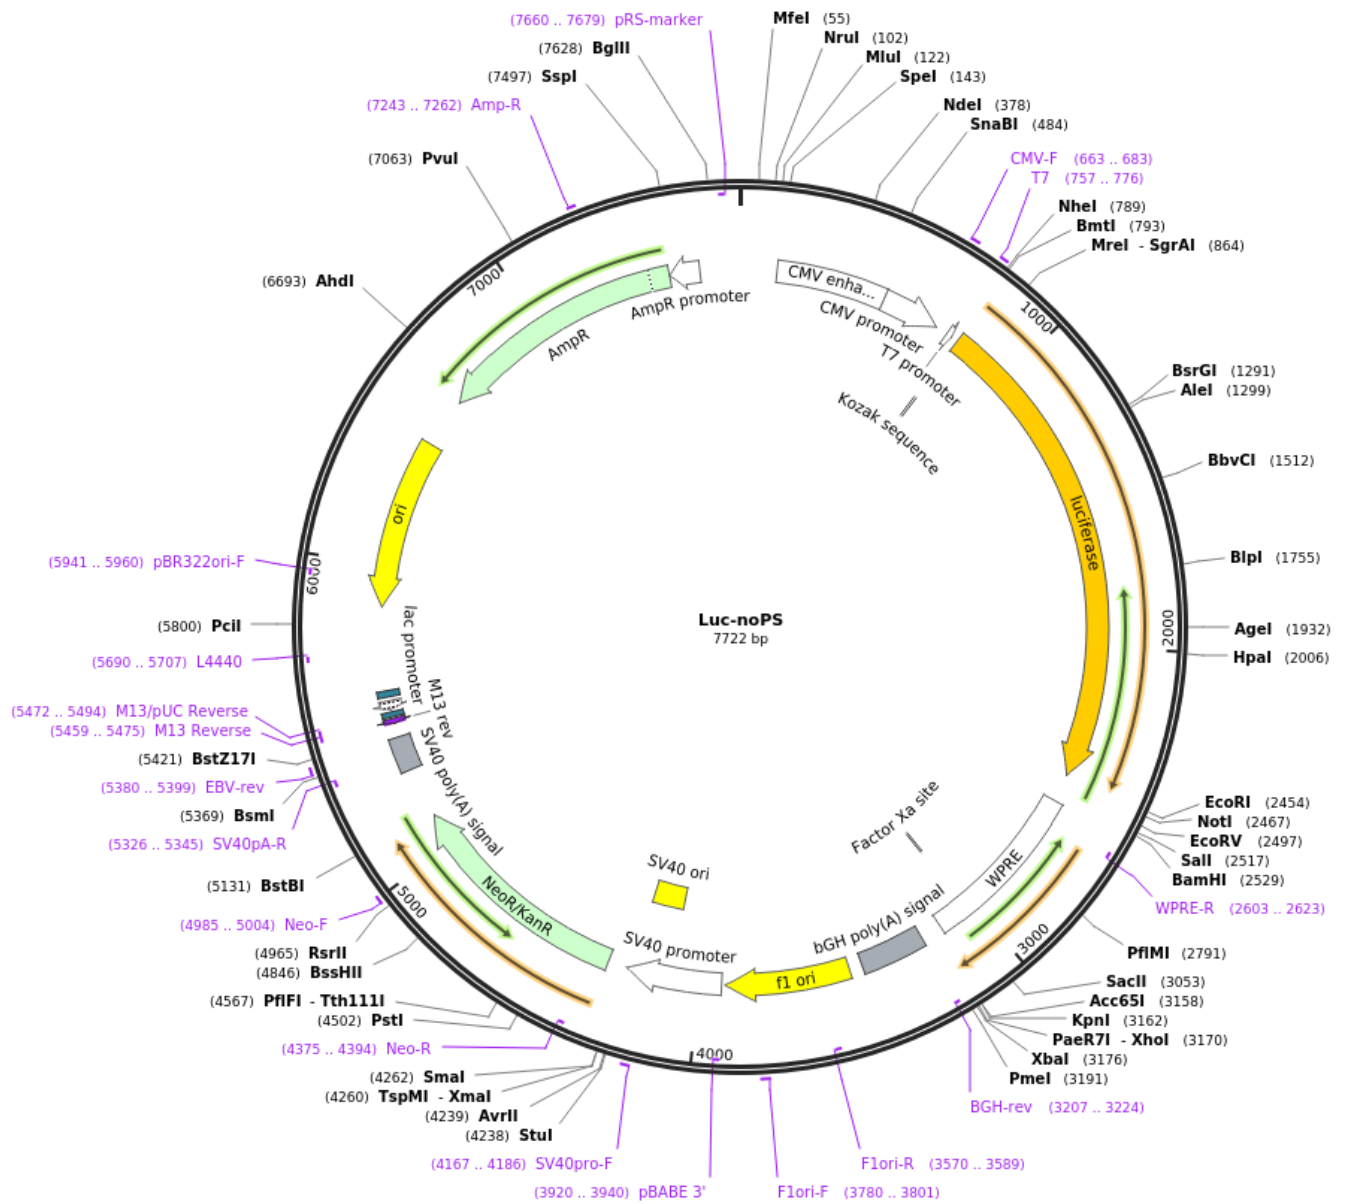 (7660 .. 7679) pRS-marker
(7628) BglII
(7497) SspI
(7243 .. 7262) Amp-R
(7063) PvuI
(6693) AhdI
MfeI (55)
NruI (102)
MluI (122)
SpeI (143)
NdeI (378)
SnaBI (484)
CMV-F (663 .. 683)
T7 (757 .. 776)
NheI (789)
BmtI (793)
MreI - SgrAI (864)
BsrGI (1291)
AleI (1299)
BbvCI (1512)
BlpI (1755)
AgeI (1932)
HpaI (2006)
EcoRI (2454)
NotI (2467)
EcoRV (2497)
SalI (2517)
BamHI (2529)
WPRE-R (2603 .. 2623)
PflMI (2791)
SacII (3053)
Acc65I (3158)
KpnI (3162)
PaeR7I - XhoI (3170)
XbaI (3176)
PmeI (3191)
BGH-rev (3207 .. 3224)
F1ori-R (3570 .. 3589)
F1ori-F (3780 .. 3801)
(3920 .. 3940) pBABE 3'
(4167 .. 4186) SV40pro-F
(4238) StuI
(4239) AvrII
(4260) TspMI - XmaI
(4262) SmaI
(4375 .. 4394) Neo-R
(4502) PstI
(4567) PflFI - Tth111I
(4846) BssHII
(4965) RsrII
(4985 .. 5004) Neo-F
(5131) BstBI
(5326 .. 5345) SV40pA-R
(5369) BsmI
(5380 .. 5399) EBV-rev
(5421) BstZ17I
(5459 .. 5475) M13 Reverse
(5472 .. 5494) M13/pUC Reverse
(5690 .. 5707) L4440
(5800) PciI
(5941 .. 5960) pBR322ori-F
1000
2000
3000
4000
5000
6000
7000
CMV enha...
CMV promoter
T7 promoter
Kozak sequence
luciferase
WPRE
Factor Xa site
bGH poly(A) signal
f1 ori
SV40 promoter
SV40 ori
NeoR/KanR
SV40 poly(A) signal
M13 rev
lac promoter
ori
AmpR
AmpR promoter
Luc-noPS
7722 bp